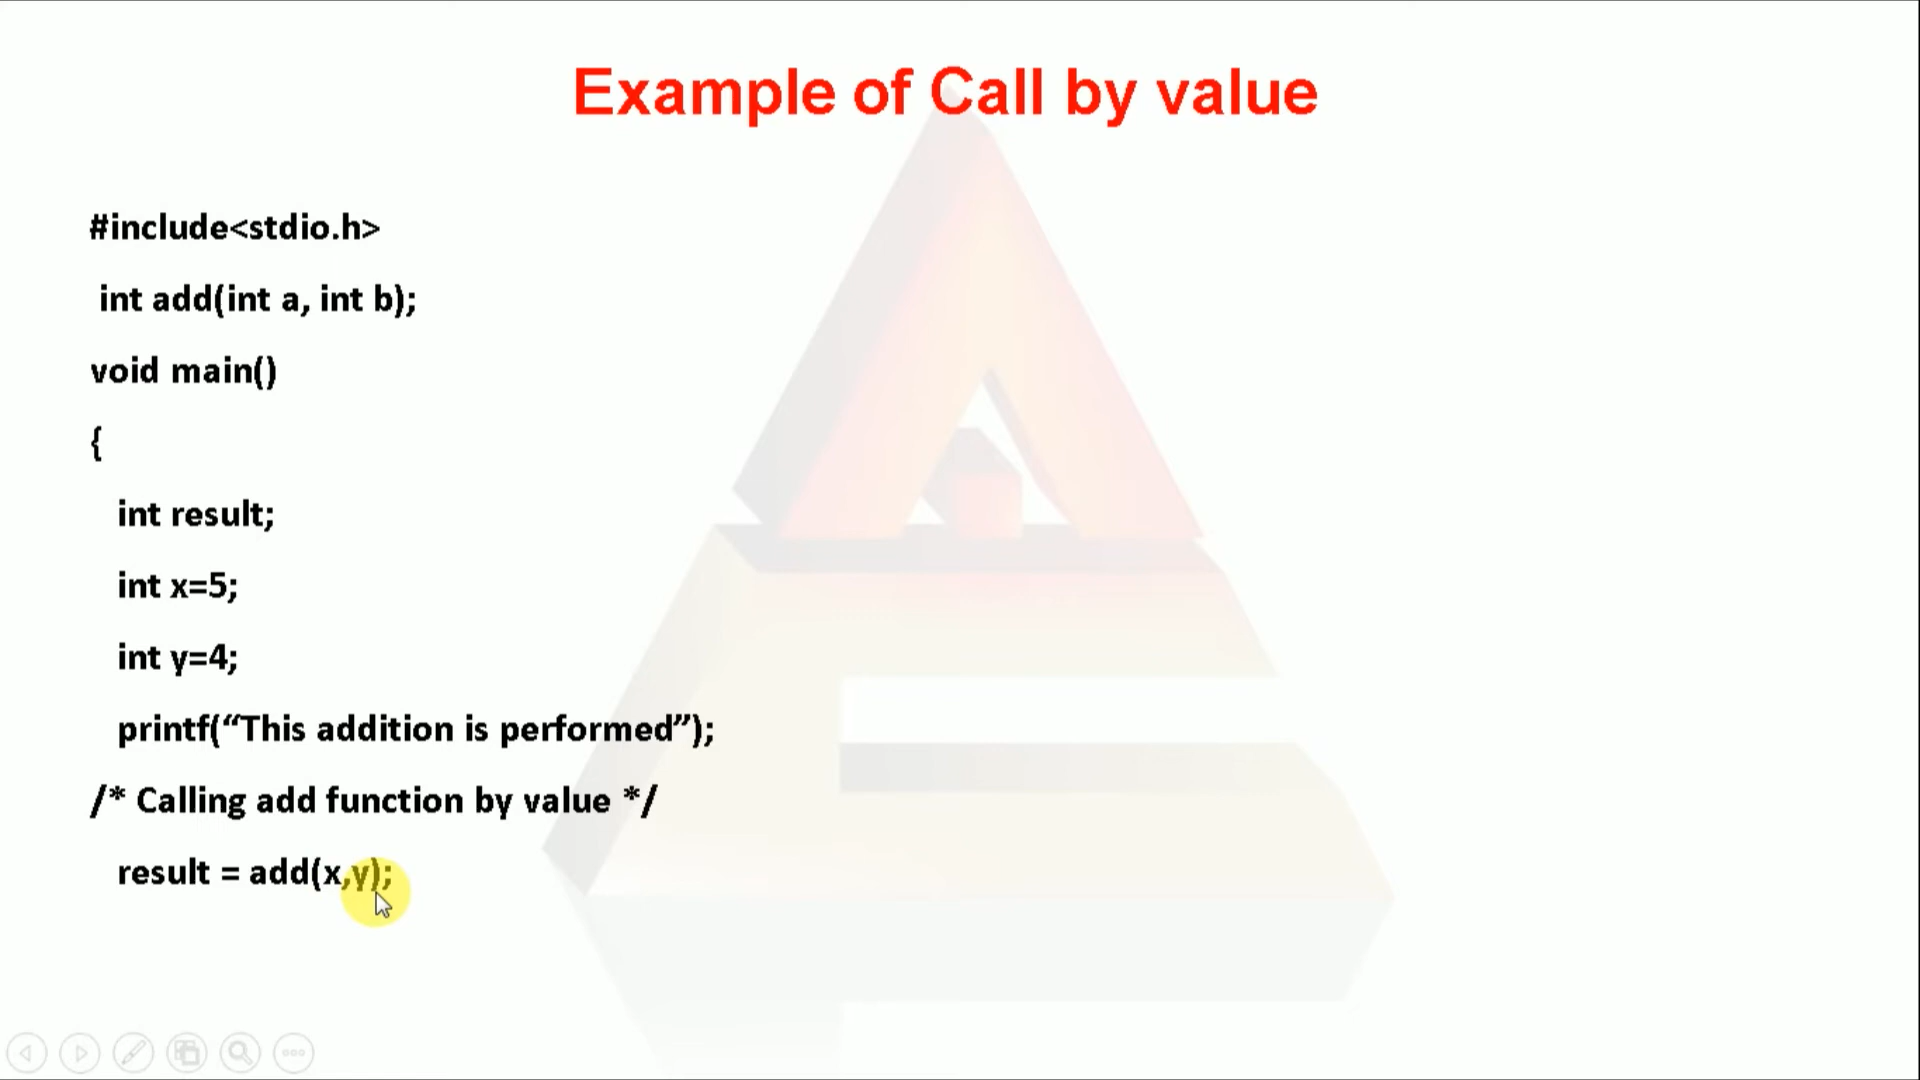 Example of Call by value
#include<stdio.h>
int add(int a, int b);
void main()
{
int result;
int x=5;
int y=4;
printf(“This addition is performed”);
/* Calling add function by value */
result = add(x,y);